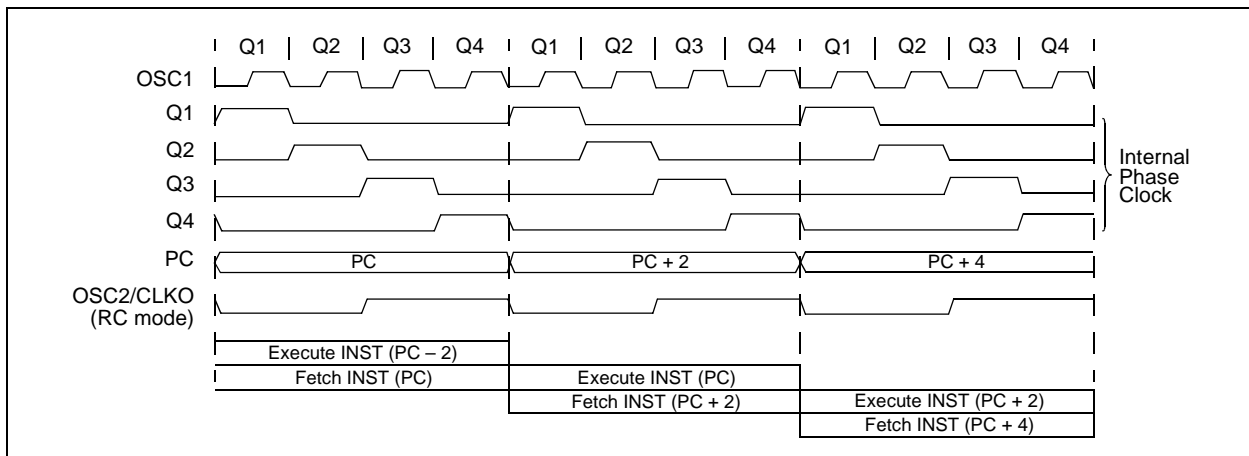 Q1 Q2 Q3 Q4 Q1 Q2 Q3 Q4 Q1 Q2 Q3 Q4
OSC1
Q1
Q2
Q3
Q4
Internal
Phase
Clock
PC PC PC + 2 PC + 4
OSC2/CLKO
(RC mode)
Execute INST (PC – 2)
Fetch INST (PC) Execute INST (PC)
Fetch INST (PC + 2) Execute INST (PC + 2)
Fetch INST (PC + 4)